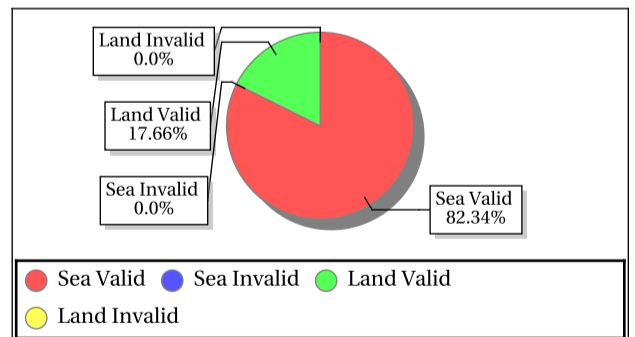 Land Invalid
0.0%
Land Valid
17.66%
Sea Invalid
0.0%
Sea Valid
82.34%
Sea Valid Sea Invalid Land Valid
Land Invalid